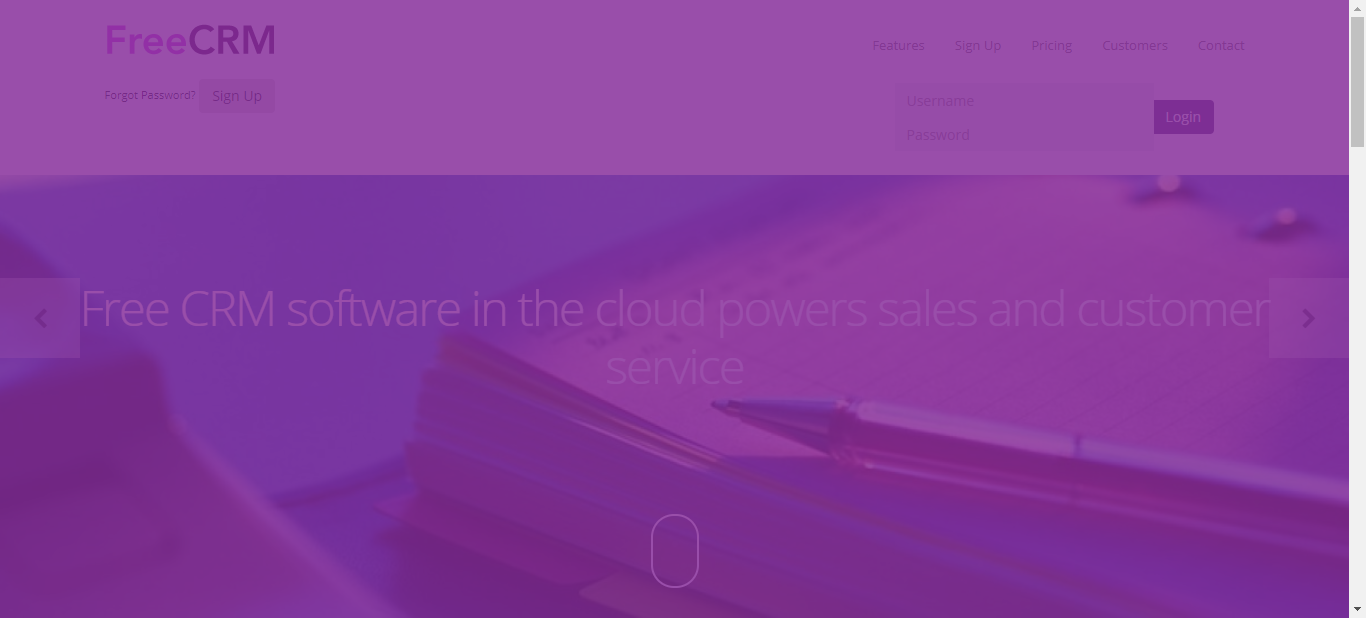 FreeCRM
Features Sign Up Pricing Customers Contact
Forgot Password? Sign Up
Username
Password
Login
Free CRM software in the cloud powers sales and customer
service